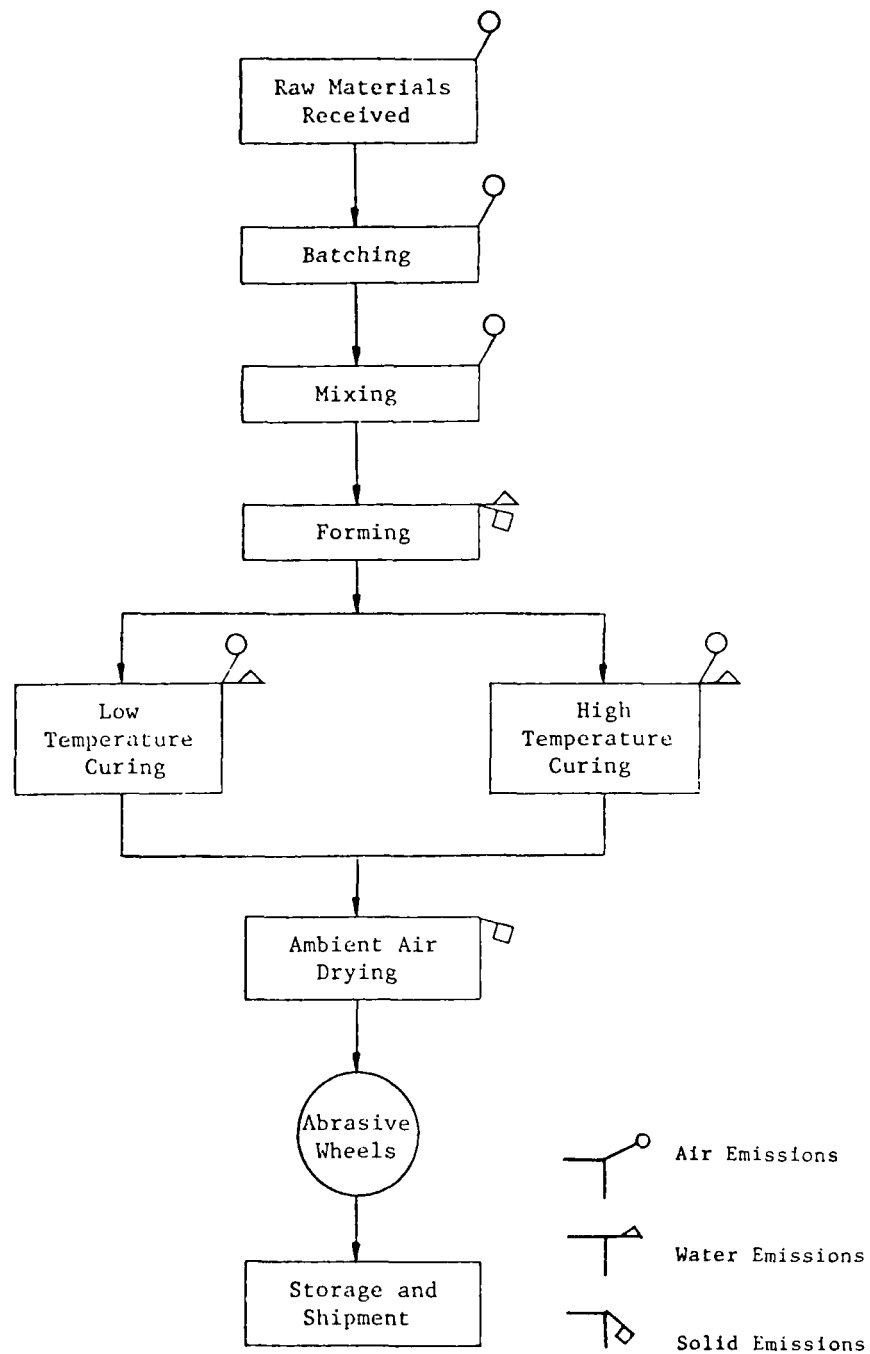 Raw Materials
Received
Batching
Mixing
Forming
Low
Temperature
Curing
High
Temperature
Curing
Ambient Air
Drying
Abrasive
Wheels
Storage and
Shipment
Air Emissions
Water Emissions
Solid Emissions